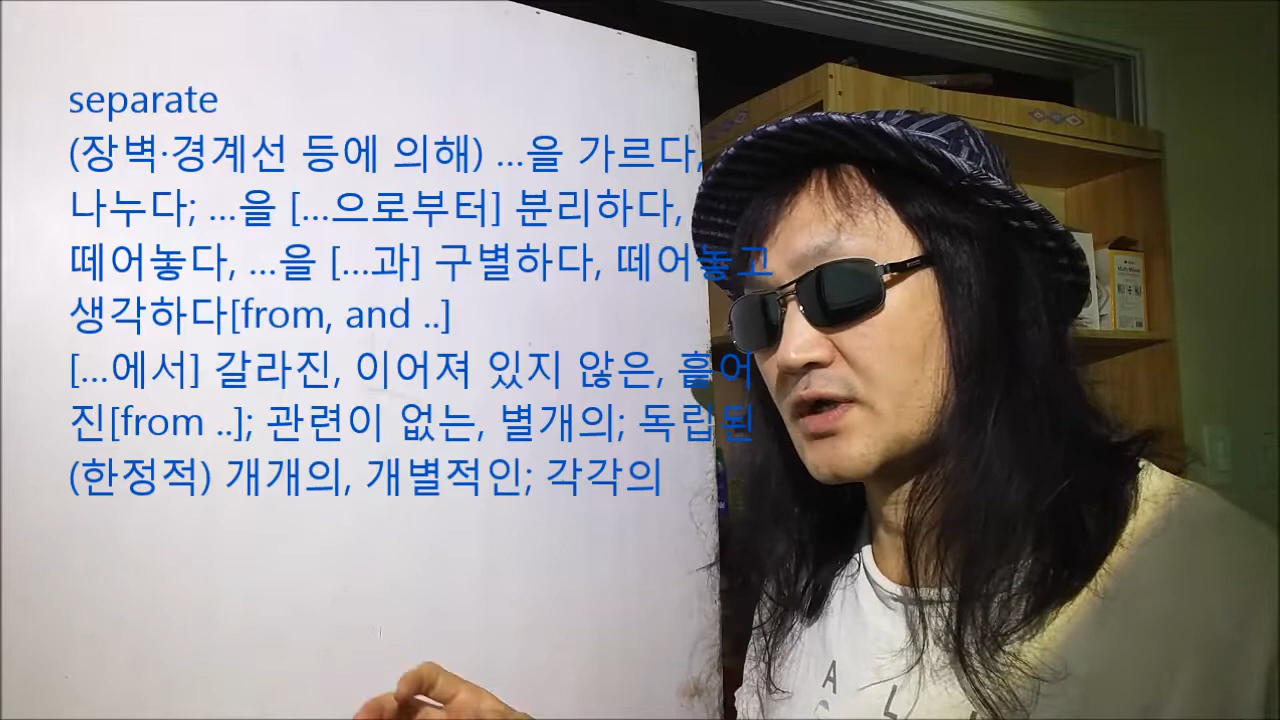 separate
(장벽·경계선 등에 의해) ...을 가르다,
나누다; ...을 [...으로부터] 분리하다,
떼어놓다, ...을 [...과] 구별하다, 떼어놓고
생각하다[from, and ..]
[...에서] 갈라진, 이어져 있지 않은, 흩어
진[from ..]; 관련이 없는, 별개의; 독립된
(한정적) 개개의, 개별적인; 각각의
A L